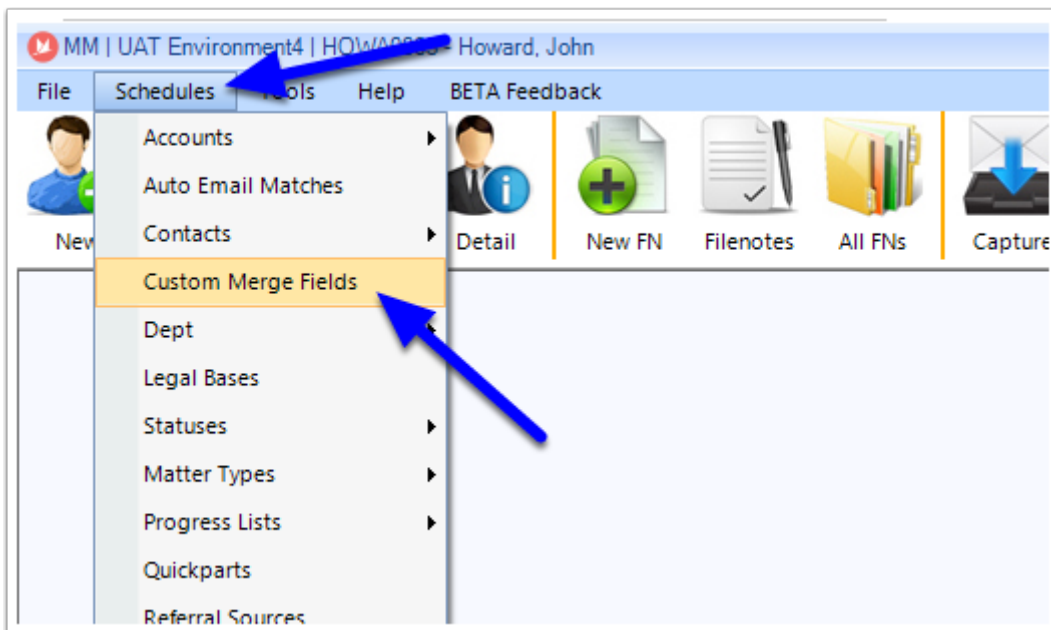 MM | UAT Environment4 | - Howard, John
File Schedules Tools Help BETA Feedback
Accounts
Auto Email Matches
Contacts
Custom Merge Fields
Dept
Legal Bases
Statuses
Matter Types
Progress Lists
Quickparts
Referral Sources
New Detail New FN Filenotes All FNs Capture